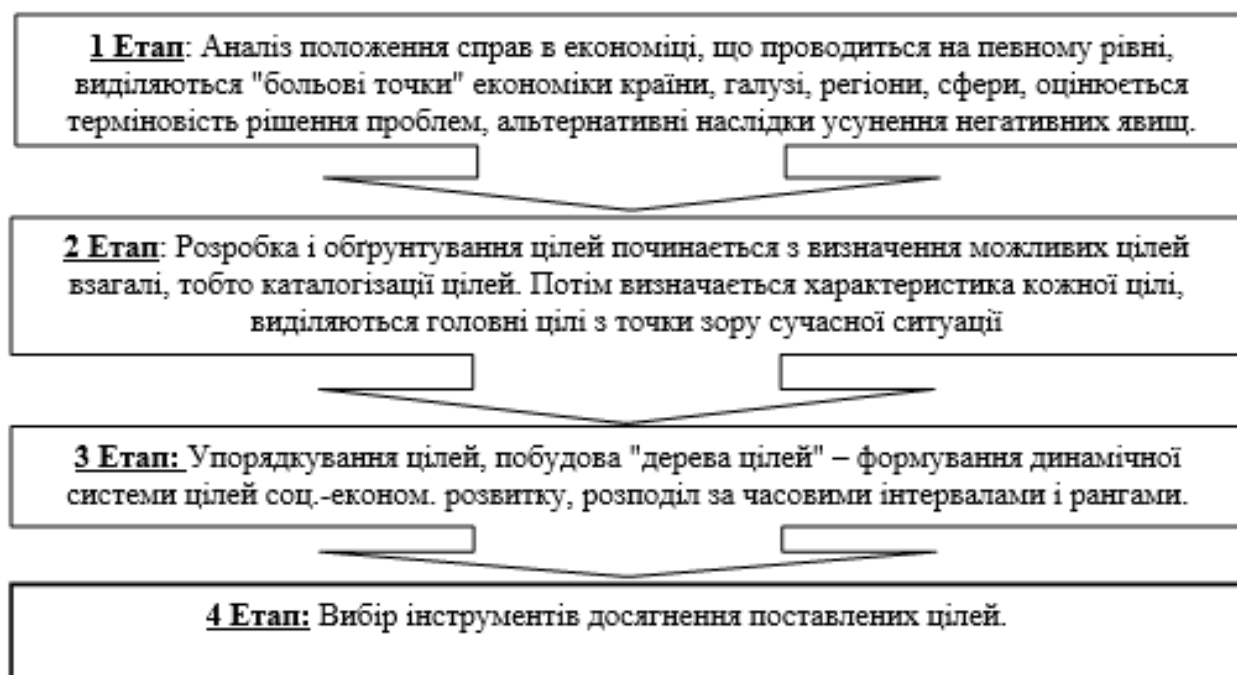 1 Етап: Аналіз положення справ в економіці, що проводиться на певному рівні,
виділяються "больові точки" економіки країни, галузі, регіони, сфери, оцінюється
терміновість рішення проблем, альтернативні наслідки усунення негативних явищ.
2 Етап: Розробка і обґрунтування цілей починається з визначення можливих цілей
взагалі, тобто каталогізації цілей. Потім визначається характеристика кожної цілі,
виділяються головні цілі з точки зору сучасної ситуації
3 Етап: Упорядкування цілей, побудова "дерева цілей" – формування динамічної
системи цілей соц.-економ. розвитку, розподіл за часовими інтервалами і рангами.
4 Етап: Вибір інструментів досягнення поставлених цілей.